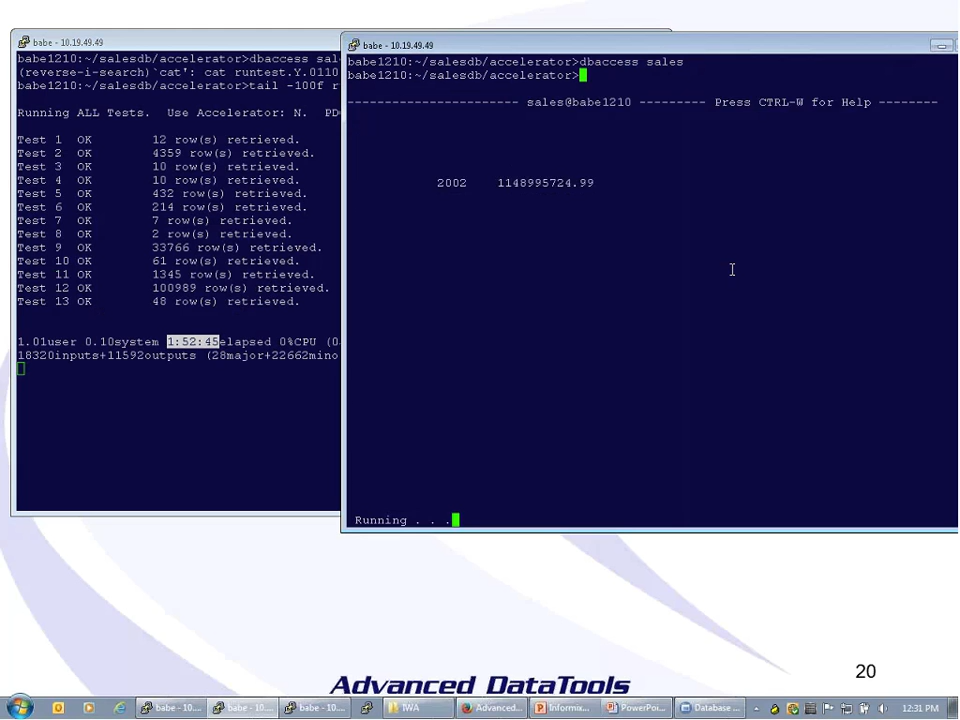 babe - 10.19.49.49
babe1210:~/salesdb/accelerator>dbaccess sal
(reverse-i-search)`cat': cat runtest.Y.0110
babe1210:~/salesdb/accelerator>tail -100f r
Running ALL Tests. Use Accelerator: N. PD
Test 1 OK 12 row(s) retrieved.
Test 2 OK 4359 row(s) retrieved.
Test 3 OK 10 row(s) retrieved.
Test 4 OK 10 row(s) retrieved.
Test 5 OK 432 row(s) retrieved.
Test 6 OK 214 row(s) retrieved.
Test 7 OK 7 row(s) retrieved.
Test 8 OK 2 row(s) retrieved.
Test 9 OK 33766 row(s) retrieved.
Test 10 OK 61 row(s) retrieved.
Test 11 OK 1345 row(s) retrieved.
Test 12 OK 100989 row(s) retrieved.
Test 13 OK 48 row(s) retrieved.
1.01user 0.10system 1:52:45elapsed 0%CPU (0
18320inputs+11592outputs (28major+22662mino
babe - 10.19.49.49
babe1210:~/salesdb/accelerator>dbaccess sales
babe1210:~/salesdb/accelerator>
----------------------- sales@babe1210 --------- Press CTRL-W for Help --------
2002 1148995724.99
Running . . .
20
Advanced DataTools
babe - 10.... babe - 10.... babe - 10.... IWA Advanced... Informix... PowerPoi... Database ... 12:31 PM